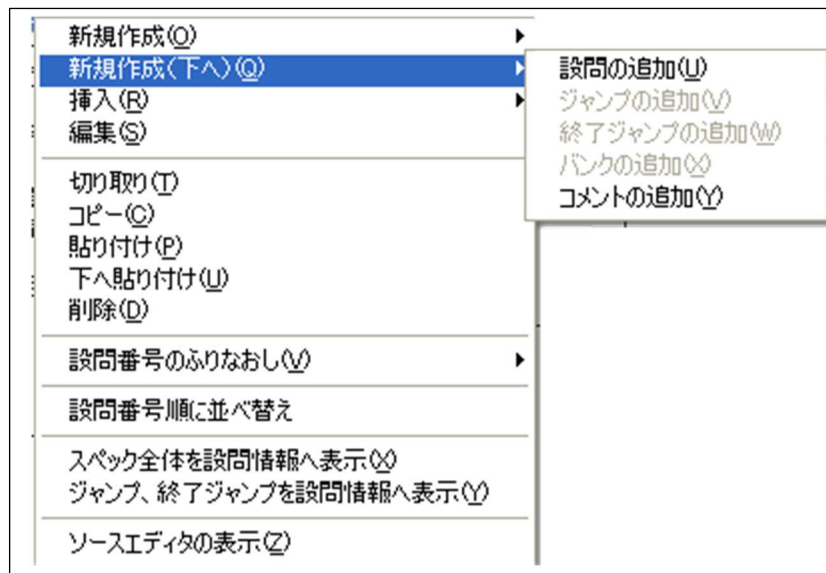 新規作成(O)
新規作成(下へ)(Q)
挿入(R)
編集(S)
切り取り(T)
コピー(C)
貼り付け(P)
下へ貼り付け(U)
削除(D)
設問番号のふりなおし(V)
設問番号順に並べ替え
スペック全体を設問情報へ表示(X)
ジャンプ、終了ジャンプを設問情報へ表示(Y)
ソースエディタの表示(Z)
設問の追加(U)
ジャンプの追加(V)
終了ジャンプの追加(W)
バンクの追加(X)
コメントの追加(Y)